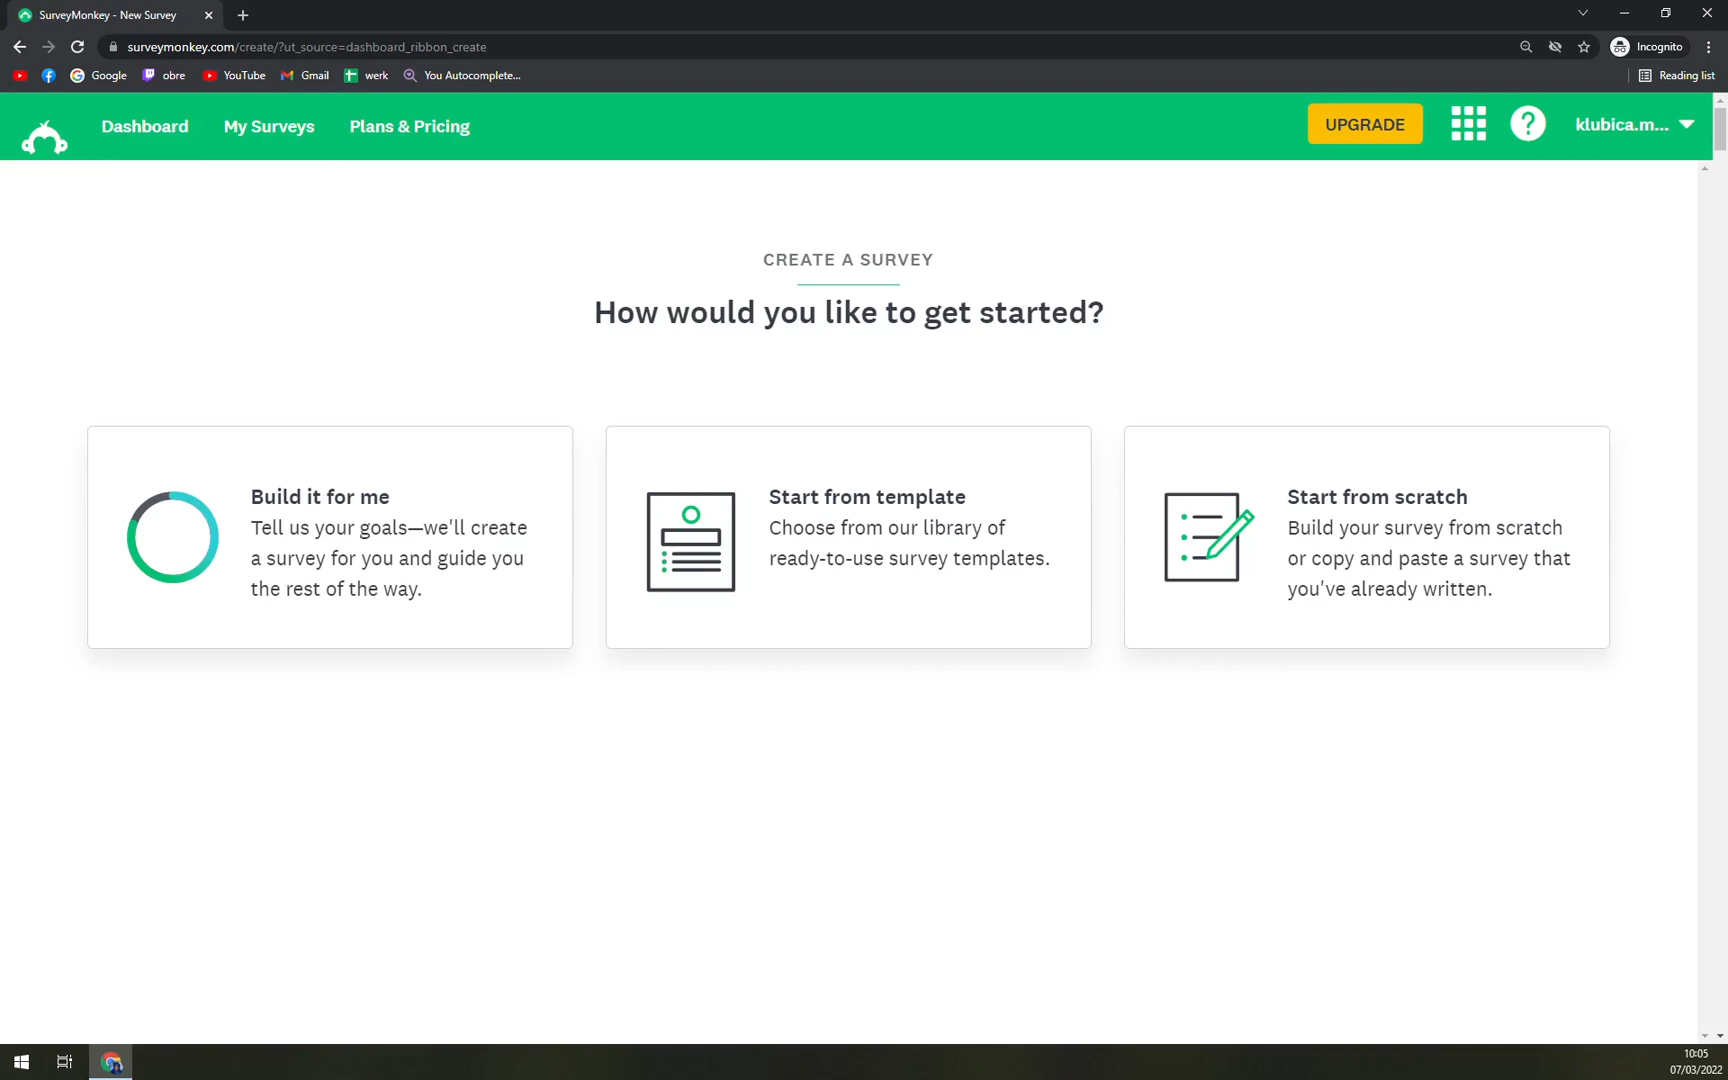 SurveyMonkey - New Survey
surveymonkey.com/create/?ut_source=dashboard_ribbon_create
Incognito
Google
obre
YouTube
Gmail
werk
You Autocomplete...
Reading list
Dashboard
My Surveys
Plans & Pricing
UPGRADE
?
klubica.m...
CREATE A SURVEY
How would you like to get started?
Build it for me
Tell us your goals—we'll create
a survey for you and guide you
the rest of the way.
Start from template
Choose from our library of
ready-to-use survey templates.
Start from scratch
Build your survey from scratch
or copy and paste a survey that
you've already written.
10:05
07/03/2022